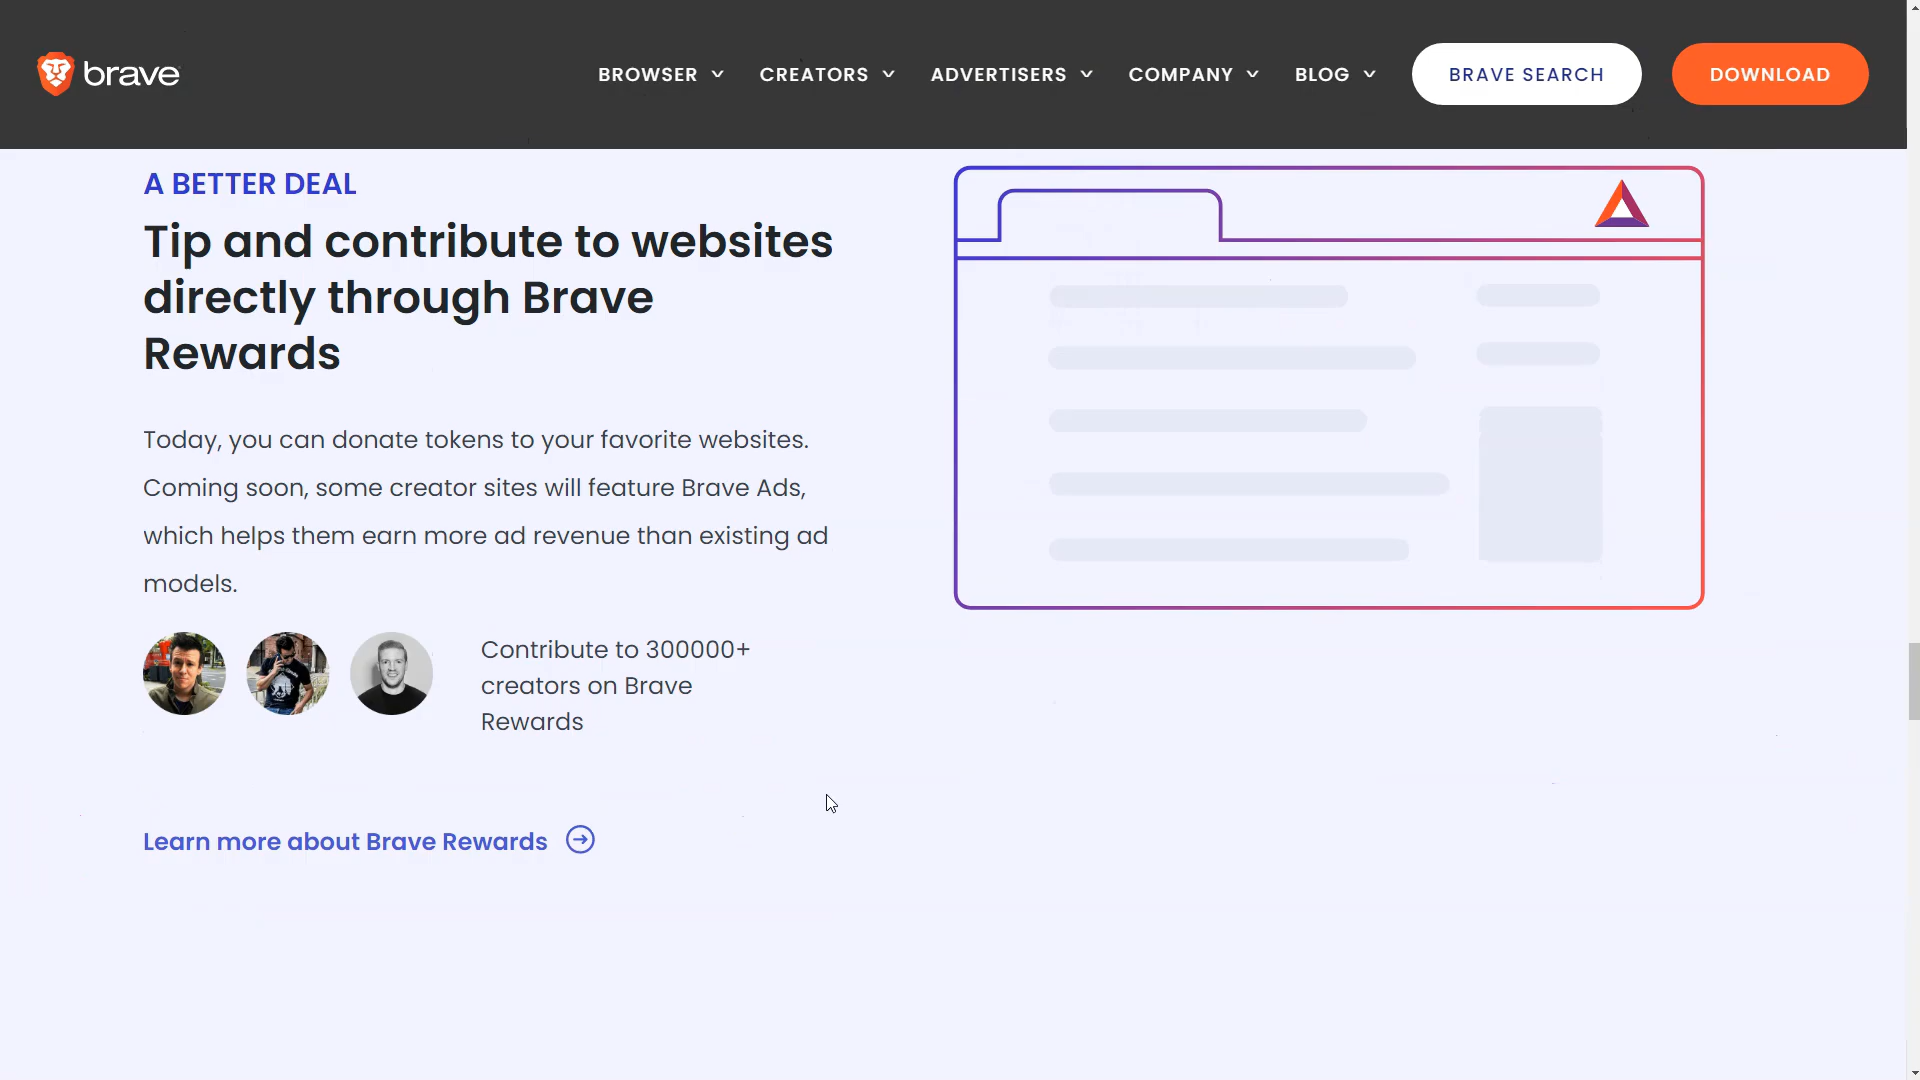 brave
BROWSER
CREATORS
ADVERTISERS
COMPANY
BLOG
BRAVE SEARCH
DOWNLOAD
A BETTER DEAL
Tip and contribute to websites
directly through Brave
Rewards
Today, you can donate tokens to your favorite websites.
Coming soon, some creator sites will feature Brave Ads,
which helps them earn more ad revenue than existing ad
models.
Contribute to 300000+
creators on Brave
Rewards
Learn more about Brave Rewards